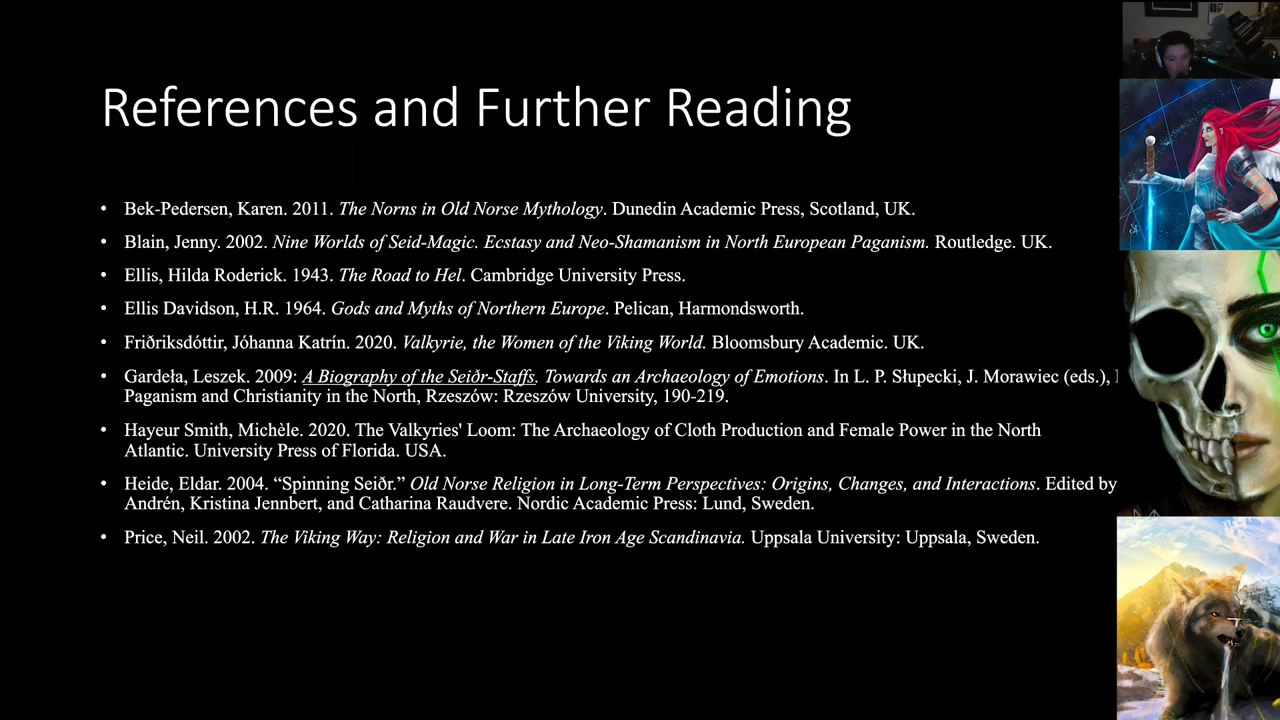 References and Further Reading
• Bek-Pedersen, Karen. 2011. The Norns in Old Norse Mythology. Dunedin Academic Press, Scotland, UK.
• Blain, Jenny. 2002. Nine Worlds of Seid-Magic. Ecstasy and Neo-Shamanism in North European Paganism. Routledge. UK.
• Ellis, Hilda Roderick. 1943. The Road to Hel. Cambridge University Press.
• Ellis Davidson, H.R. 1964. Gods and Myths of Northern Europe. Pelican, Harmondsworth.
• Friðriksdóttir, Jóhanna Katrín. 2020. Valkyrie, the Women of the Viking World. Bloomsbury Academic. UK.
• Gardeła, Leszek. 2009: A Biography of the Seiðr-Staffs. Towards an Archaeology of Emotions. In L. P. Słupecki, J. Morawiec (eds.),
Paganism and Christianity in the North, Rzeszów: Rzeszów University, 190-219.
• Hayeur Smith, Michèle. 2020. The Valkyries' Loom: The Archaeology of Cloth Production and Female Power in the North
Atlantic. University Press of Florida. USA.
• Heide, Eldar. 2004. “Spinning Seiðr.” Old Norse Religion in Long-Term Perspectives: Origins, Changes, and Interactions. Edited by
Andrén, Kristina Jennbert, and Catharina Raudvere. Nordic Academic Press: Lund, Sweden.
• Price, Neil. 2002. The Viking Way: Religion and War in Late Iron Age Scandinavia. Uppsala University: Uppsala, Sweden.